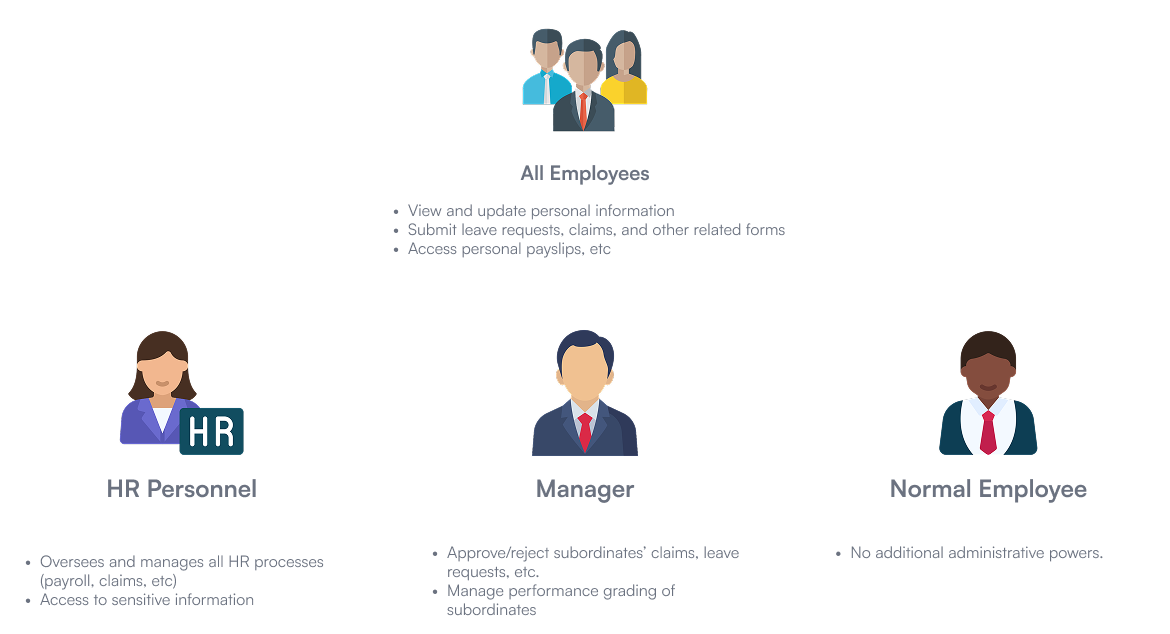 All Employees
• View and update personal information
• Submit leave requests, claims, and other related forms
• Access personal payslips, etc
HR
HR Personnel
• Oversees and manages all HR processes
(payroll, claims, etc)
• Access to sensitive information
Manager
• Approve/reject subordinates’ claims, leave
requests, etc.
• Manage performance grading of
subordinates
Normal Employee
• No additional administrative powers.